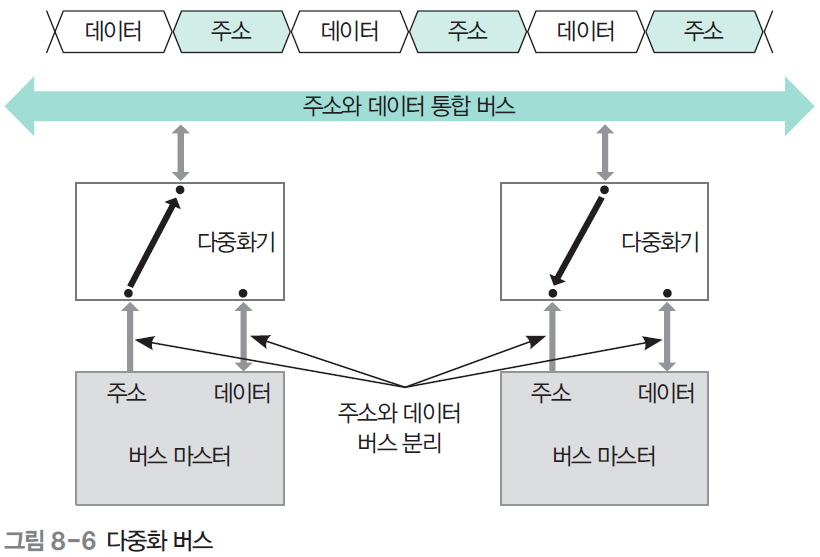 데이터 주소 데이터 주소 데이터 주소
주소와 데이터 통합 버스
다중화기 다중화기
주소 데이터 주소 데이터
주소와 데이터
버스 분리
버스 마스터 버스 마스터
그림 8-6 다중화 버스